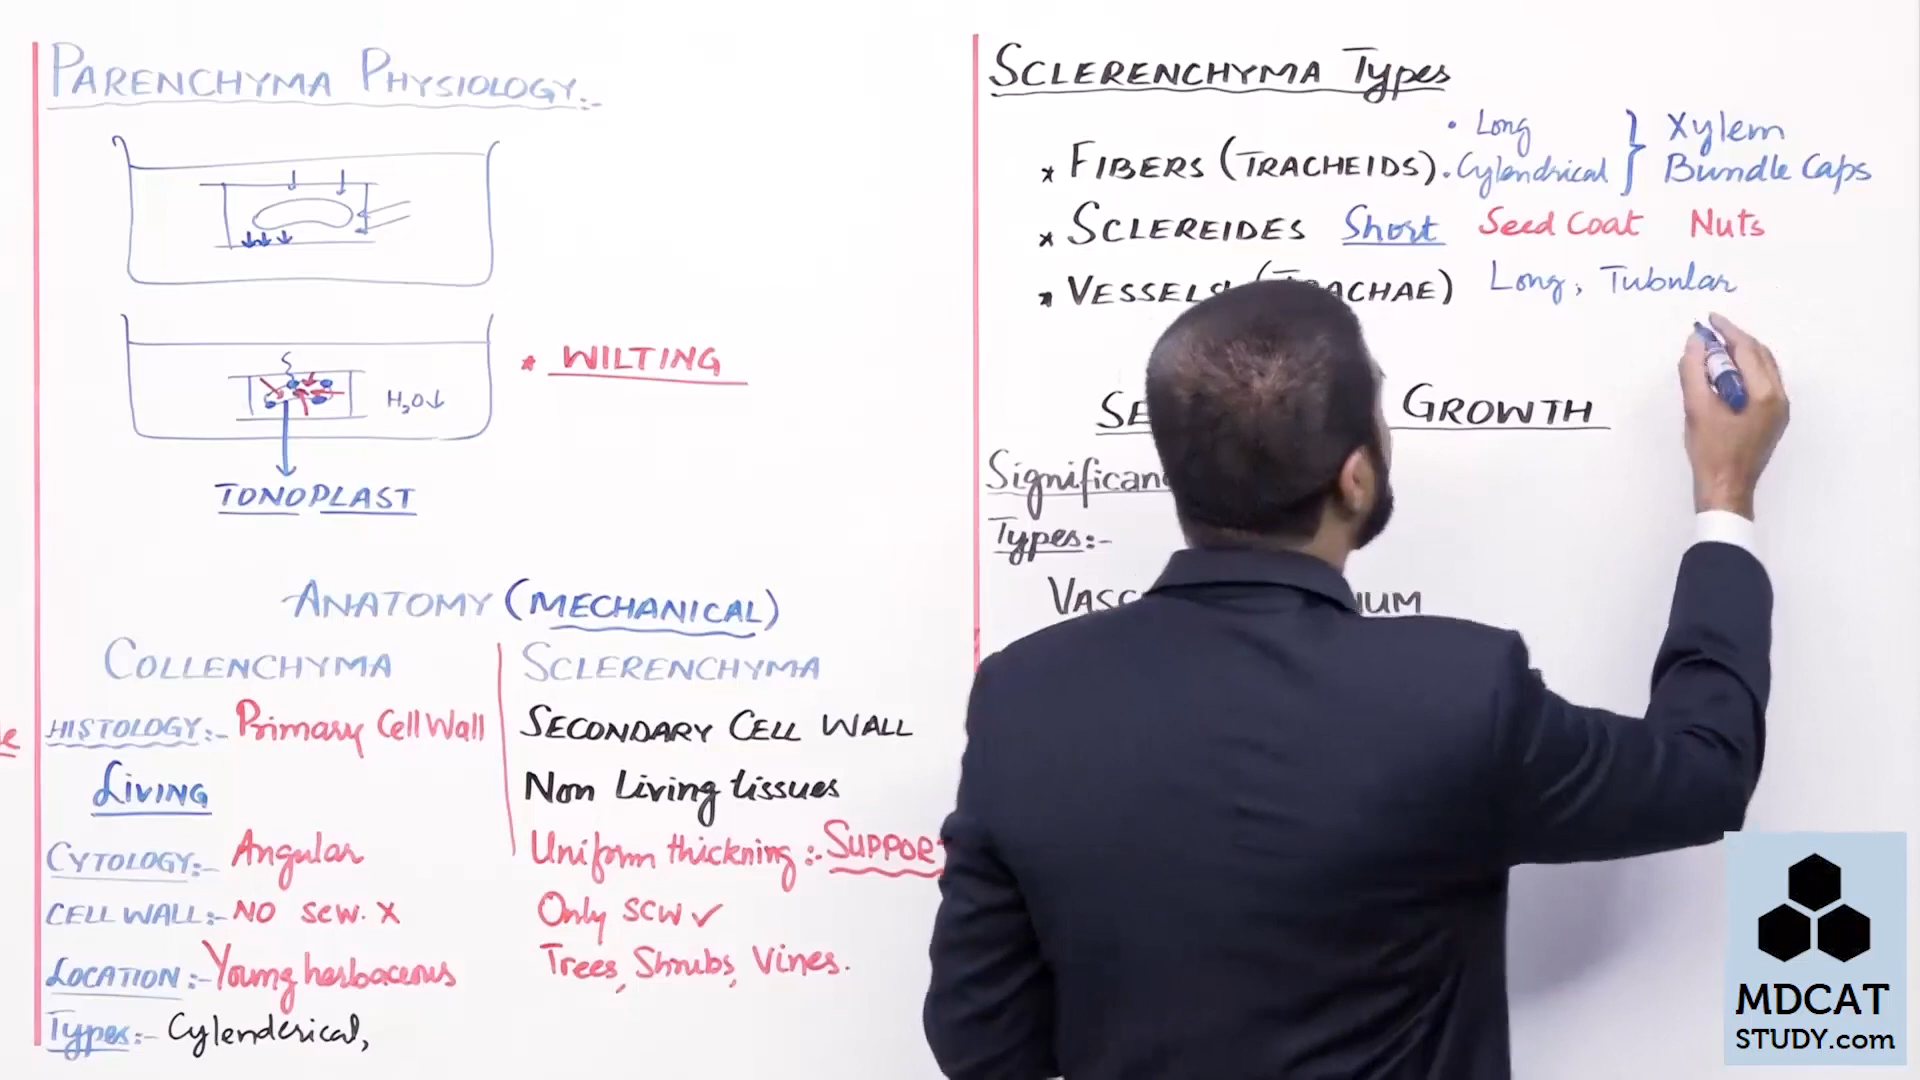 PARENCHYMA PHYSIOLOGY:-
* WILTING
H₂O↓
TONOPLAST
ANATOMY (MECHANICAL)
COLLENCHYMA
HISTOLOGY:- Primary Cell Wall
LIVING
CYTOLOGY:- Angular
CELL WALL:- NO SCW. X
LOCATION:- Young herbaceous
Types:- Cylenderical,
SCLERENCHYMA
SECONDARY CELL WALL
Non Living tissues
Uniform thickning :- SUPPORT
Only SCW ✓
Trees, Shrubs, Vines.
SCLERENCHYMA Types
* FIBERS (TRACHEIDS) • Long • Cylendrical } Xylem Bundle Caps
* SCLEREIDES Short Seed Coat Nuts
* VESSELS ACHAE) Long, Tubular
GROWTH
Types:-
MDCAT
STUDY.com